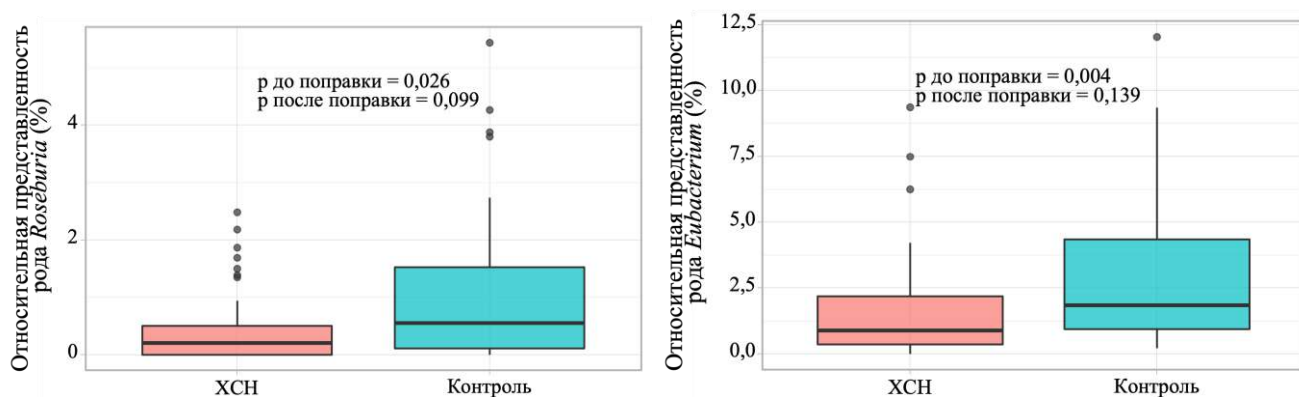 Относительная представленность
рода Roseburia (%)
4
2
0
р до поправки = 0,026
р после поправки = 0,099
ХСН
Контроль
Относительная представленность
рода Eubacterium (%)
12,5
10,0
7,5
5,0
2,5
0,0
р до поправки = 0,004
р после поправки = 0,139
ХСН
Контроль